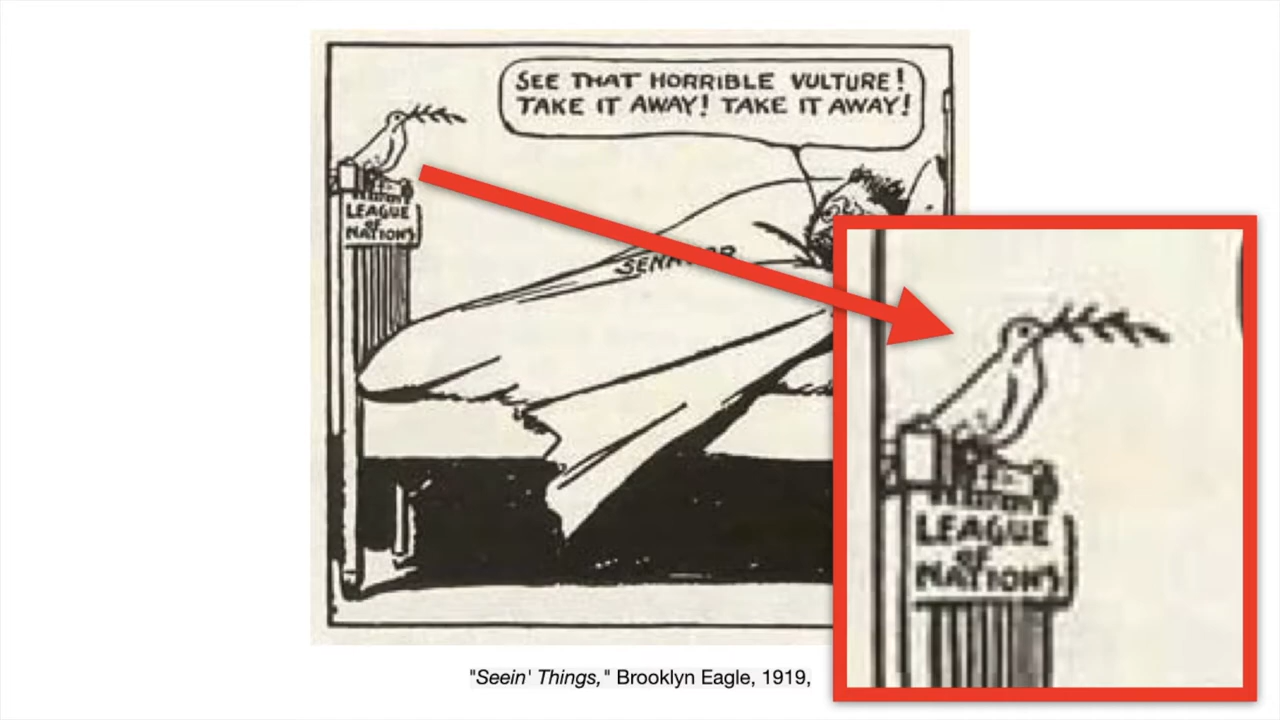 SEE THAT HORRIBLE VULTURE!
TAKE IT AWAY! TAKE IT AWAY!
LEAGUE
OF
NATIONS
SENATOR
LEAGUE
OF
NATIONS
"Seein' Things," Brooklyn Eagle, 1919,